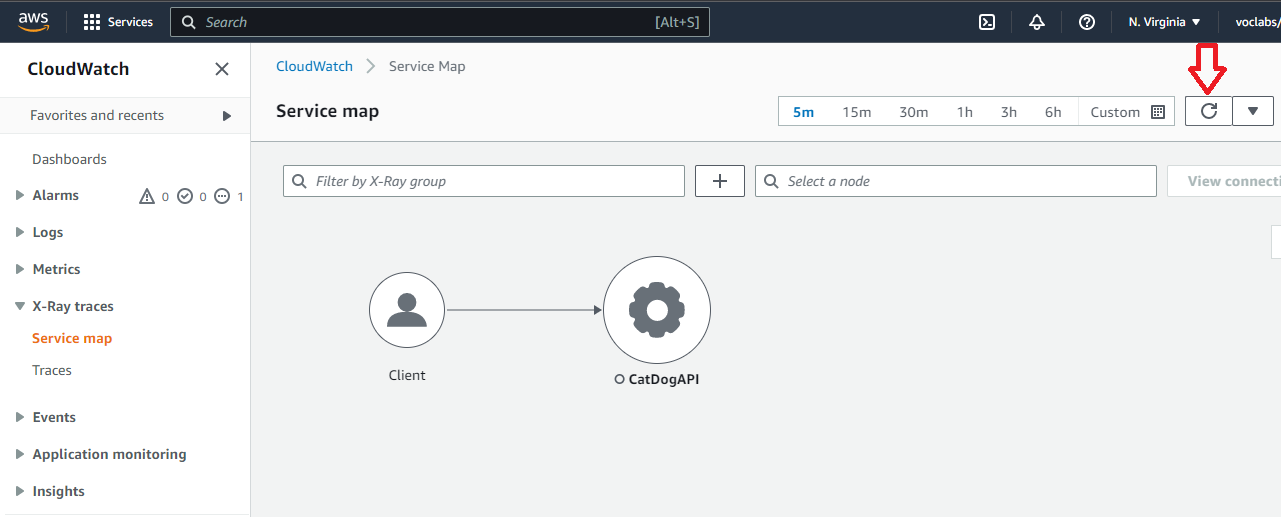 aws Services Search [Alt+S] N. Virginia voclabs/
CloudWatch
CloudWatch Service Map
Favorites and recents
Service map
5m 15m 30m 1h 3h 6h Custom
Dashboards
Alarms 0 0 1
Filter by X-Ray group
Select a node
View connecti
Logs
Metrics
X-Ray traces
Service map
Traces
Client
CatDogAPI
Events
Application monitoring
Insights